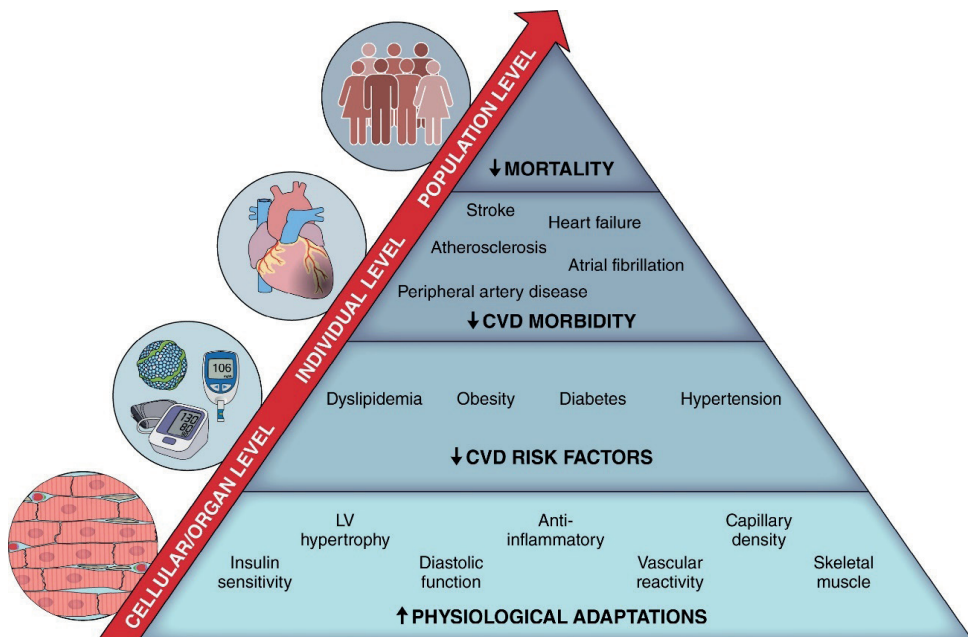 POPULATION LEVEL
INDIVIDUAL LEVEL
CELLULAR/ORGAN LEVEL
↓ MORTALITY
Stroke
Heart failure
Atherosclerosis
Atrial fibrillation
Peripheral artery disease
↓ CVD MORBIDITY
106
130
80
Dyslipidemia
Obesity
Diabetes
Hypertension
↓ CVD RISK FACTORS
LV
hypertrophy
Anti-
inflammatory
Capillary
density
Insulin
sensitivity
Diastolic
function
Vascular
reactivity
Skeletal
muscle
↑ PHYSIOLOGICAL ADAPTATIONS